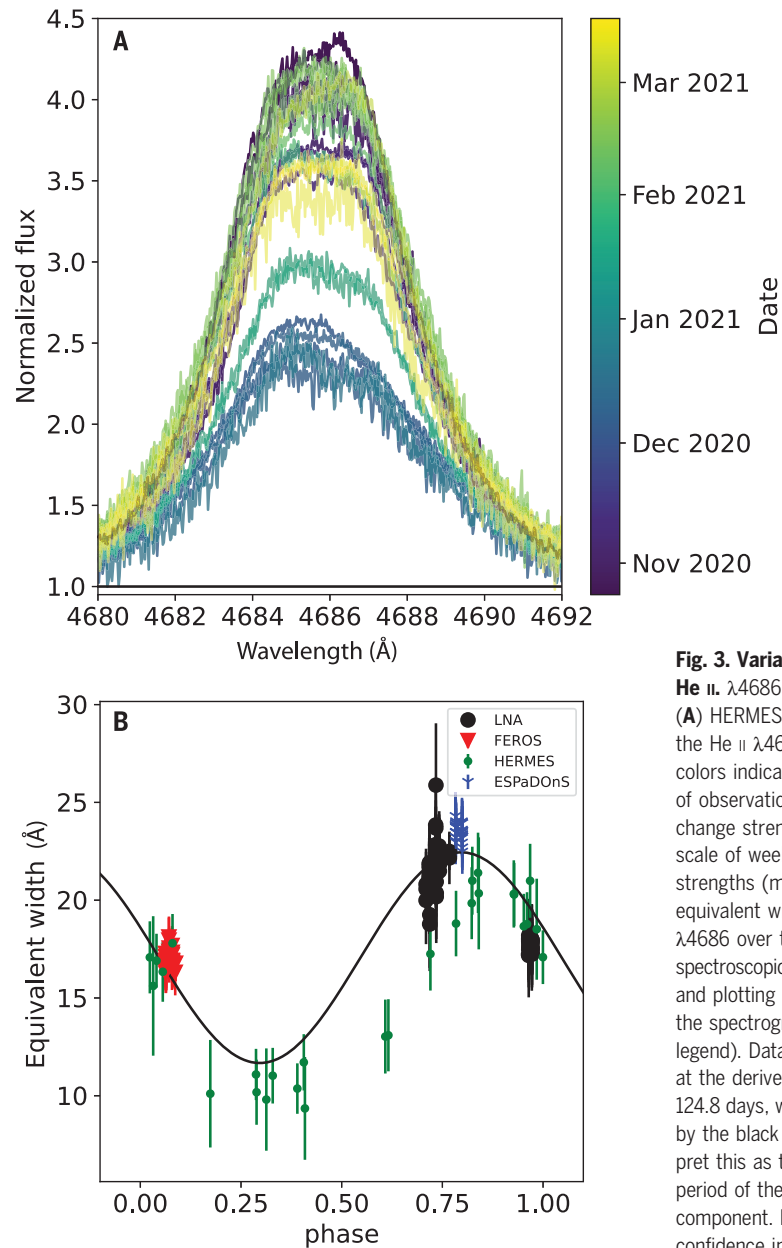 A
4.5
4.0
3.5
3.0
2.5
2.0
1.5
1.0
Normalized flux
4680 4682 4684 4686 4688 4690 4692
Wavelength (Å)
Mar 2021
Feb 2021
Jan 2021
Dec 2020
Nov 2020
Date
B
30
25
20
15
10
Equivalent width (Å)
0.00 0.25 0.50 0.75 1.00
phase
LNA
FEROS
HERMES
ESPaDOnS
Fig. 3. Varia
He II. λ4686
(A) HERMES
the He II λ46
colors indica
of observatio
change stren
scale of wee
strengths (m
equivalent w
λ4686 over t
spectroscopic
and plotting
the spectrog
legend). Data
at the derive
124.8 days, w
by the black
pret this as t
period of the
component. 
confidence in